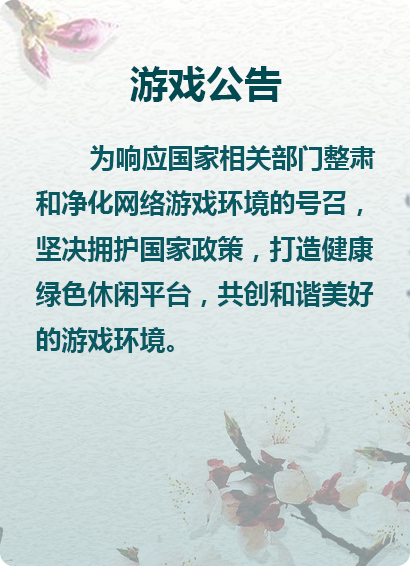 游戏公告
为响应国家相关部门整肃
和净化网络游戏环境的号召，
坚决拥护国家政策，打造健康
绿色休闲平台，共创和谐美好
的游戏环境。